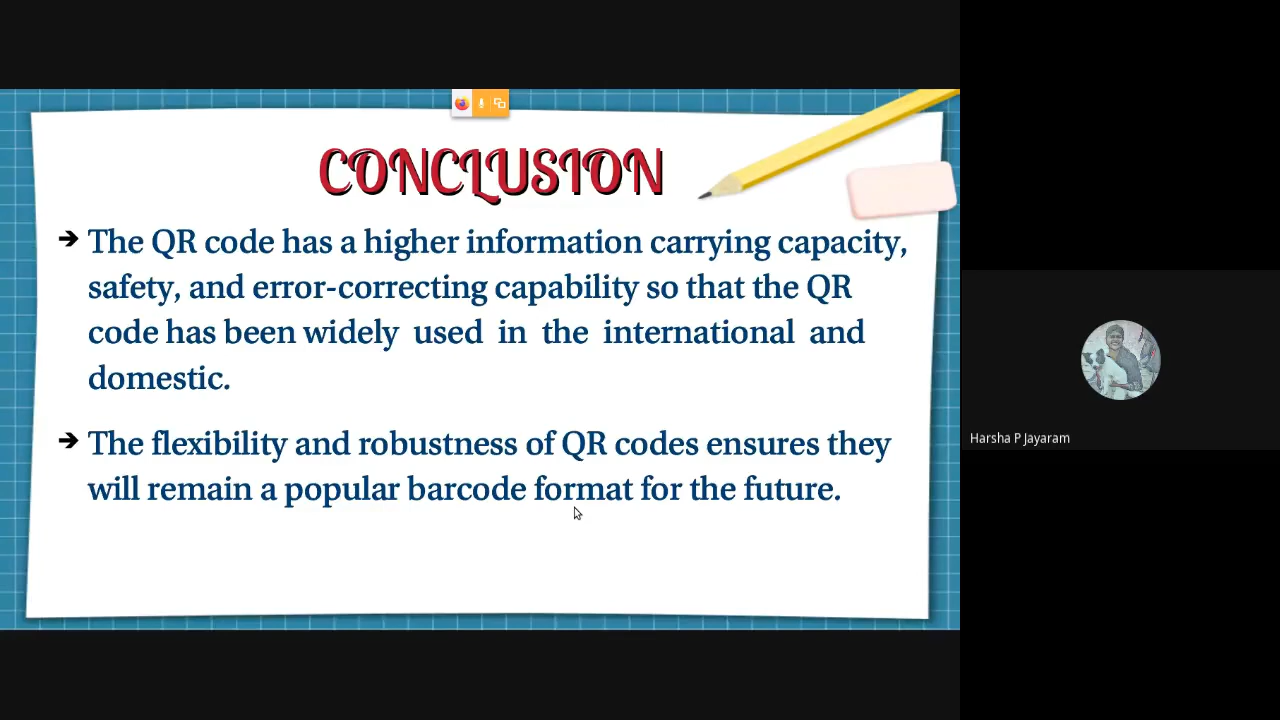 CONCLUSION
➔ The QR code has a higher information carrying capacity,
safety, and error-correcting capability so that the QR
code has been widely used in the international and
domestic.
➔ The flexibility and robustness of QR codes ensures they
will remain a popular barcode format for the future.
Harsha P Jayaram